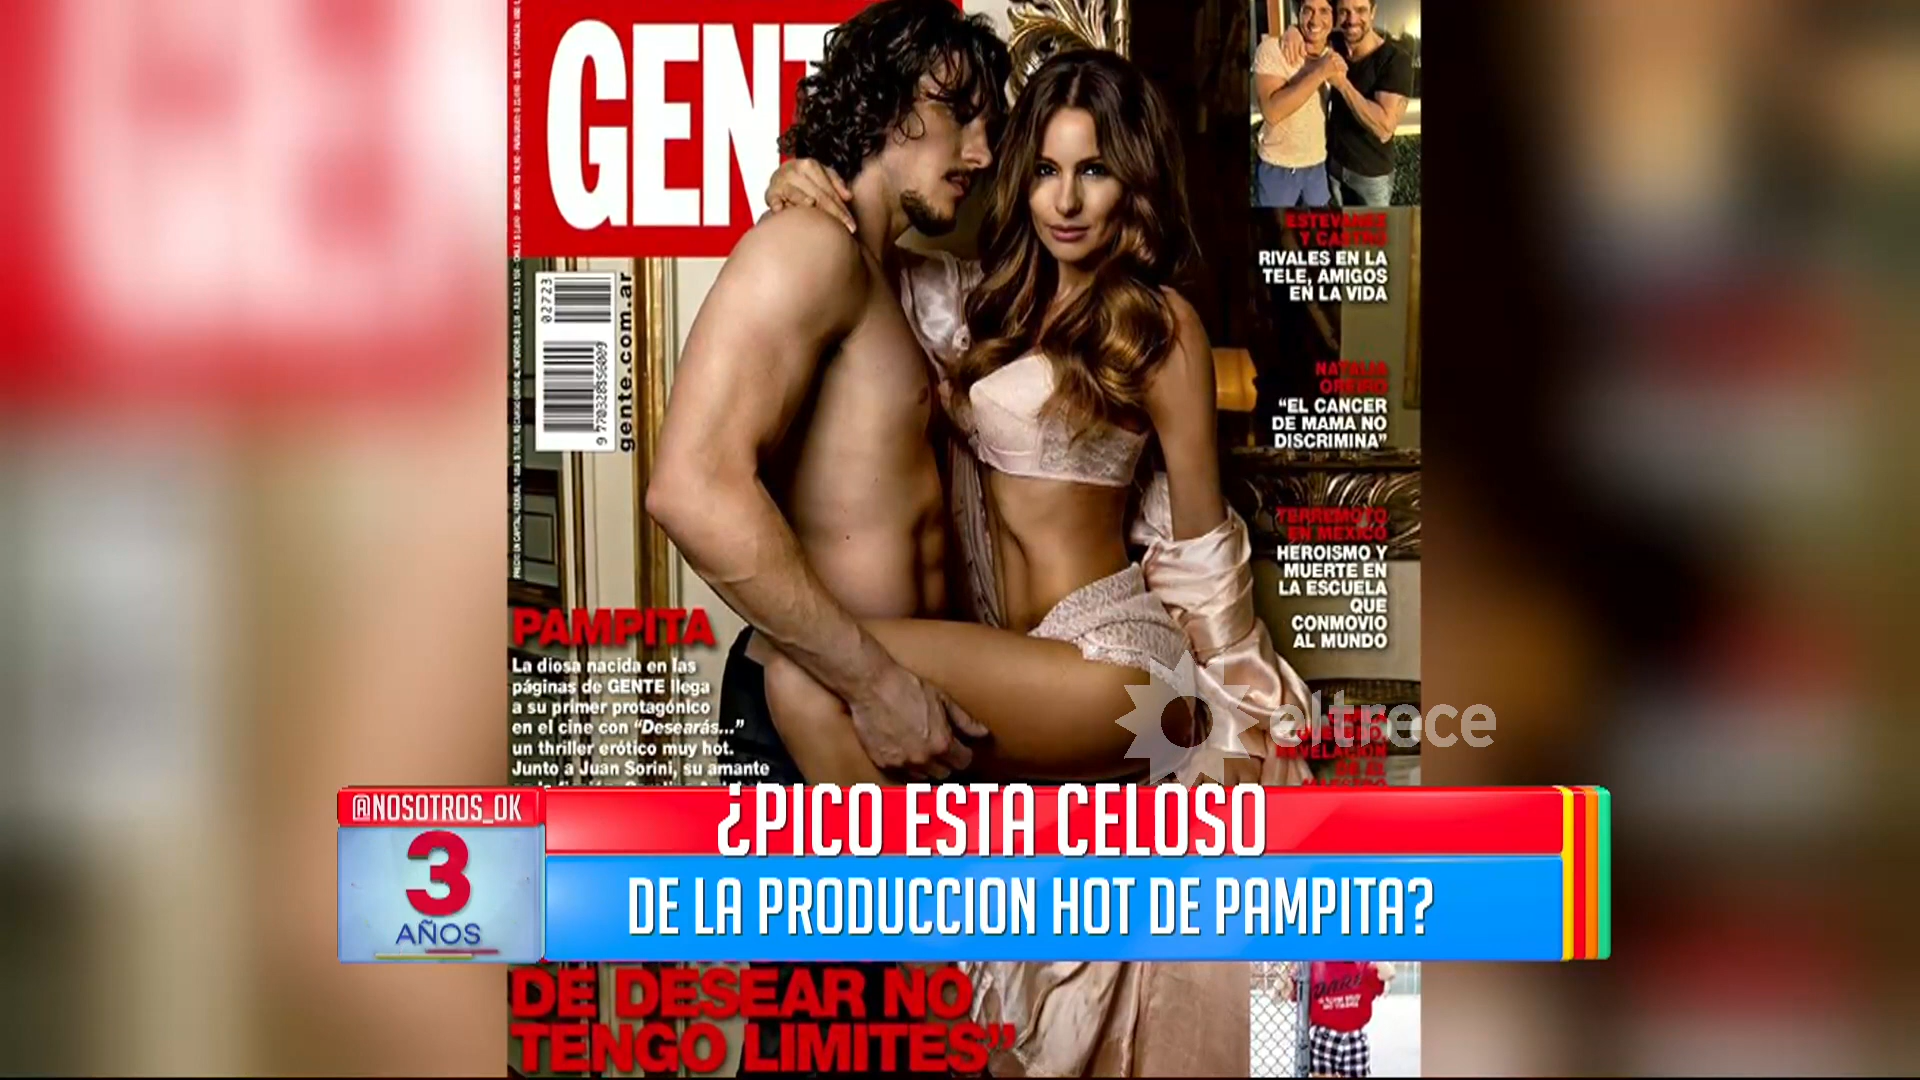 GENT
02723
9 770328856009
gente.com.ar
ESTEVANEZ
Y CASTRO
RIVALES EN LA
TELE, AMIGOS
EN LA VIDA
NATALIA
OREIRO
“EL CANCER
DE MAMA NO
DISCRIMINA”
TERREMOTO
EN MEXICO
HEROISMO Y
MUERTE EN
LA ESCUELA
QUE
CONMOVIO
AL MUNDO
PAMPITA
La diosa nacida en las
páginas de GENTE llega
a su primer protagónico
en el cine con “Desearás...”
un thriller erótico muy hot.
Junto a Juan Sorini, su amante
eltrece
REVELACION
@NOSOTROS_OK
3
AÑOS
¿PICO ESTA CELOSO
DE LA PRODUCCION HOT DE PAMPITA?
DE DESEAR NO
TENGO LIMITES”